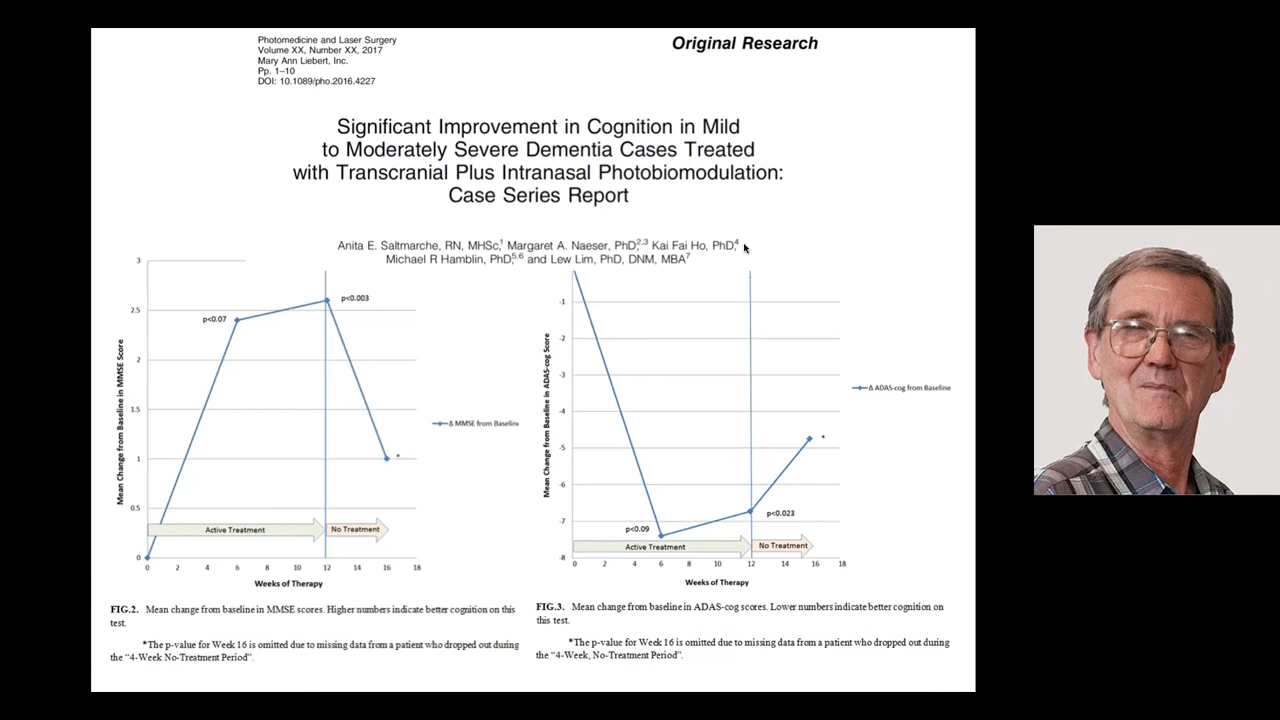 Photomedicine and Laser Surgery
Volume XX, Number XX, 2017
Mary Ann Liebert, Inc.
Pp. 1–10
DOI: 10.1089/pho.2016.4227
Original Research
Significant Improvement in Cognition in Mild
to Moderately Severe Dementia Cases Treated
with Transcranial Plus Intranasal Photobiomodulation:
Case Series Report
Anita E. Saltmarche, RN, MHSc,1 Margaret A. Naeser, PhD,2,3 Kai Fai Ho, PhD,4
Michael R Hamblin, PhD,5,6 and Lew Lim, PhD, DNM, MBA7
Mean Change from Baseline in MMSE Score
3
2.5
2
1.5
1
0.5
0
p<0.07
p<0.003
*
Δ MMSE from Baseline
Active Treatment
No Treatment
0 2 4 6 8 10 12 14 16 18
Weeks of Therapy
FIG.2. Mean change from baseline in MMSE scores. Higher numbers indicate better cognition on this
test.
*The p-value for Week 16 is omitted due to missing data from a patient who dropped out during
the “4-Week No-Treatment Period”.
Mean Change from Baseline in ADAS-cog Score
-1
-2
-3
-4
-5
-6
-7
-8
p<0.09
p<0.023
*
Δ ADAS-cog from Baseline
Active Treatment
No Treatment
0 2 4 6 8 10 12 14 16 18
Weeks of Therapy
FIG.3. Mean change from baseline in ADAS-cog scores. Lower numbers indicate better cognition on
this test.
*The p-value for Week 16 is omitted due to missing data from a patient who dropped out during
the “4-Week, No-Treatment Period”.